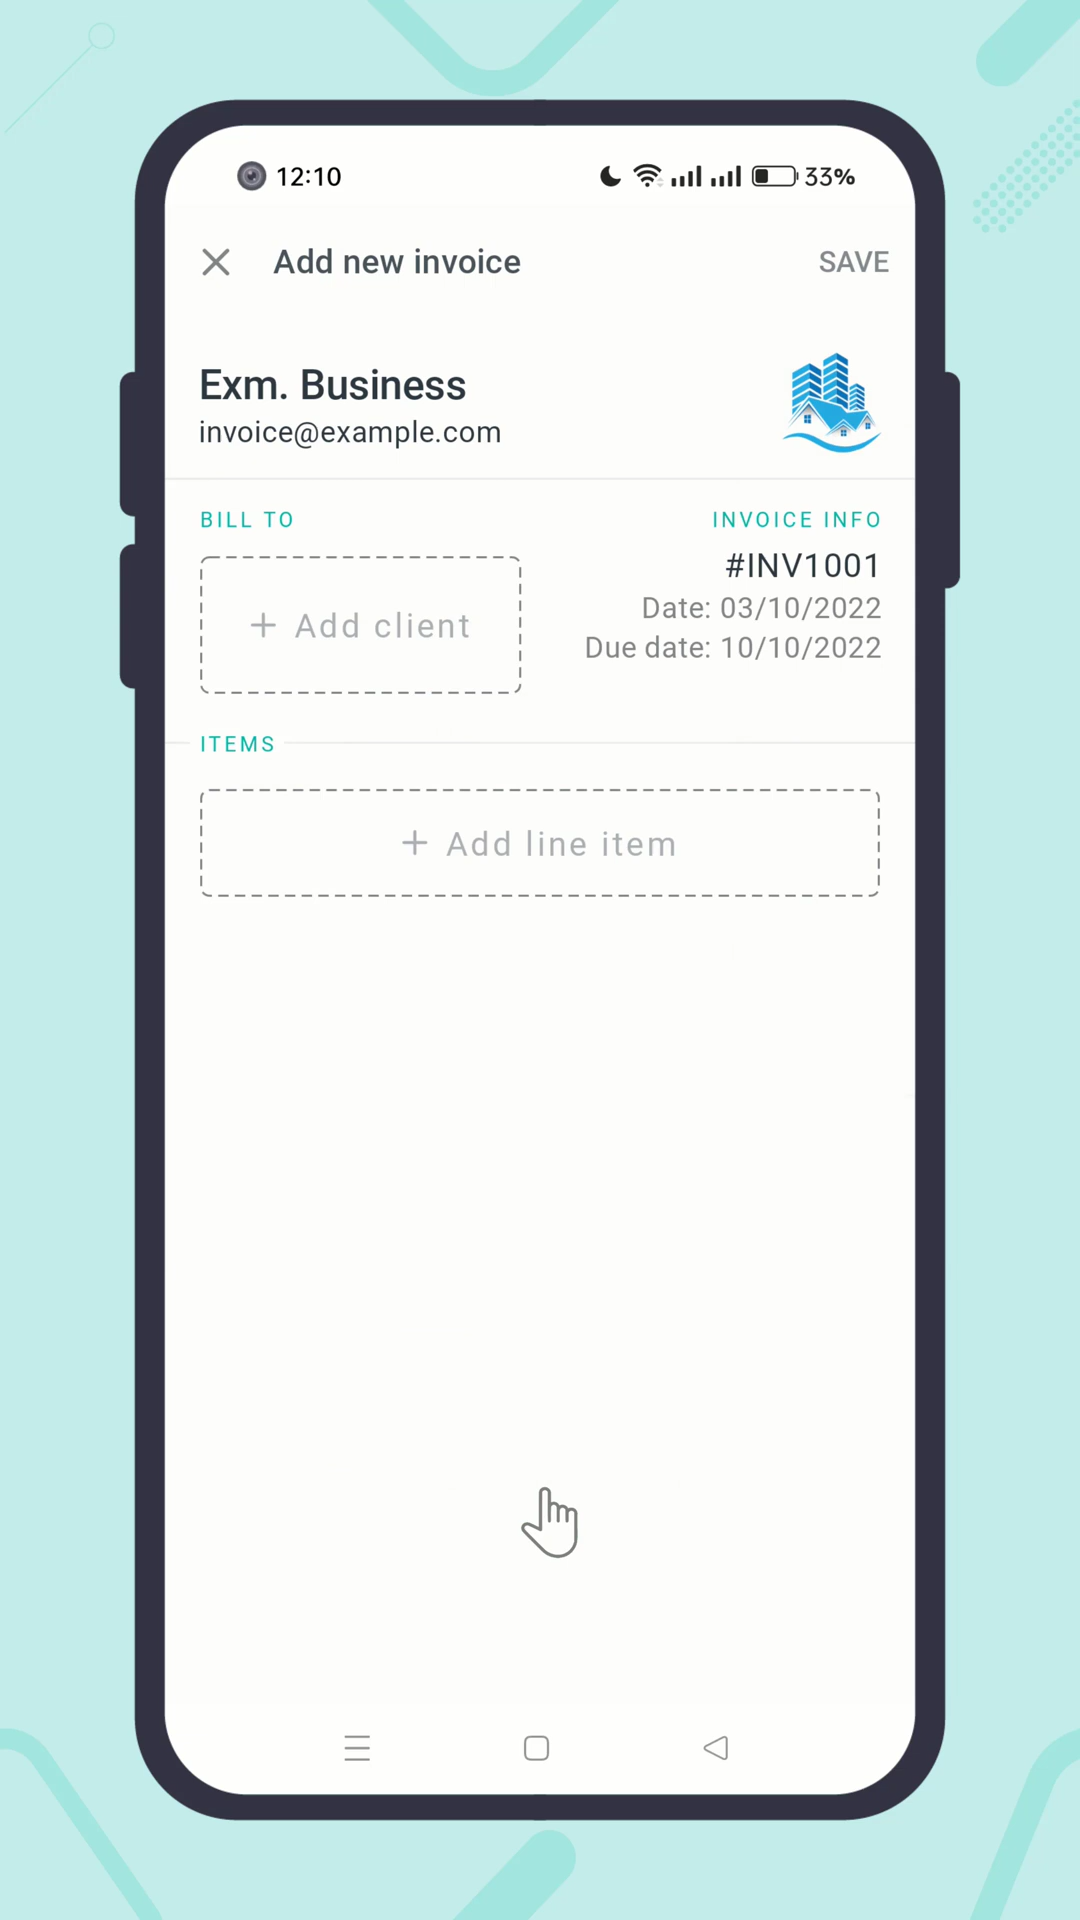 12:10
33%
Add new invoice
SAVE
Exm. Business
invoice@example.com
BILL TO
+ Add client
INVOICE INFO
#INV1001
Date: 03/10/2022
Due date: 10/10/2022
ITEMS
+ Add line item